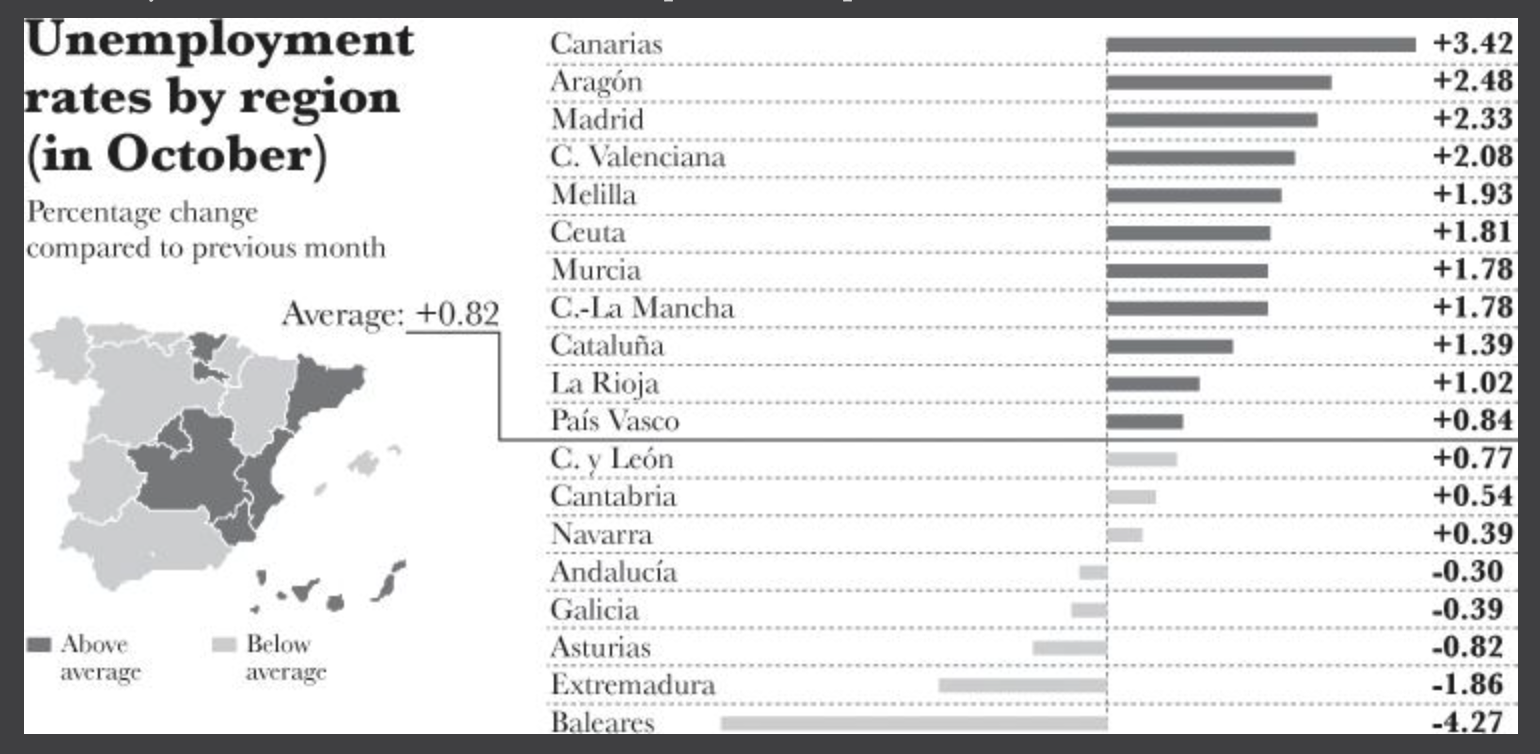 Unemployment
rates by region
(in October)
Percentage change
compared to previous month
Average: +0.82
Above
average
Below
average
Canarias +3.42
Aragón +2.48
Madrid +2.33
C. Valenciana +2.08
Melilla +1.93
Ceuta +1.81
Murcia +1.78
C.-La Mancha +1.78
Cataluña +1.39
La Rioja +1.02
País Vasco +0.84
C. y León +0.77
Cantabria +0.54
Navarra +0.39
Andalucía -0.30
Galicia -0.39
Asturias -0.82
Extremadura -1.86
Baleares -4.27